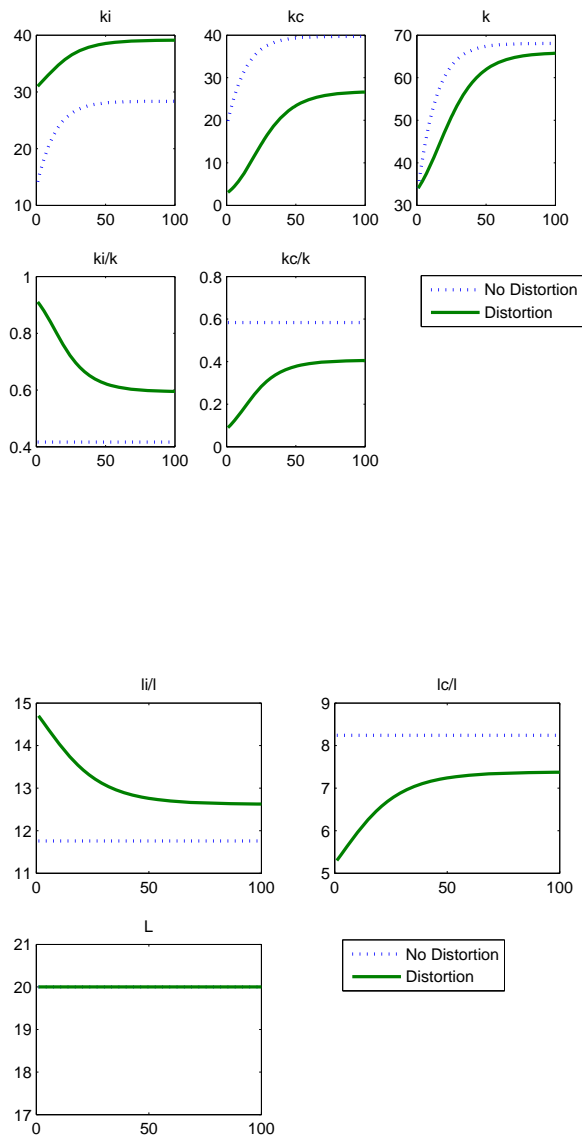 ki kc k
40 40 70
30 30 60
20 20 50
10 40
10 0 30
0 50 100 0 50 100 0 50 100
ki/k kc/k
1 0.8
0.8 0.6
0.4
0.6 0.2
0.4 0
0 50 100 0 50 100
No Distortion
Distortion
li/l lc/l
15 9
14 8
13 7
12 6
11 5
0 50 100 0 50 100
L
21
20
19
18
17
0 50 100
No Distortion
Distortion